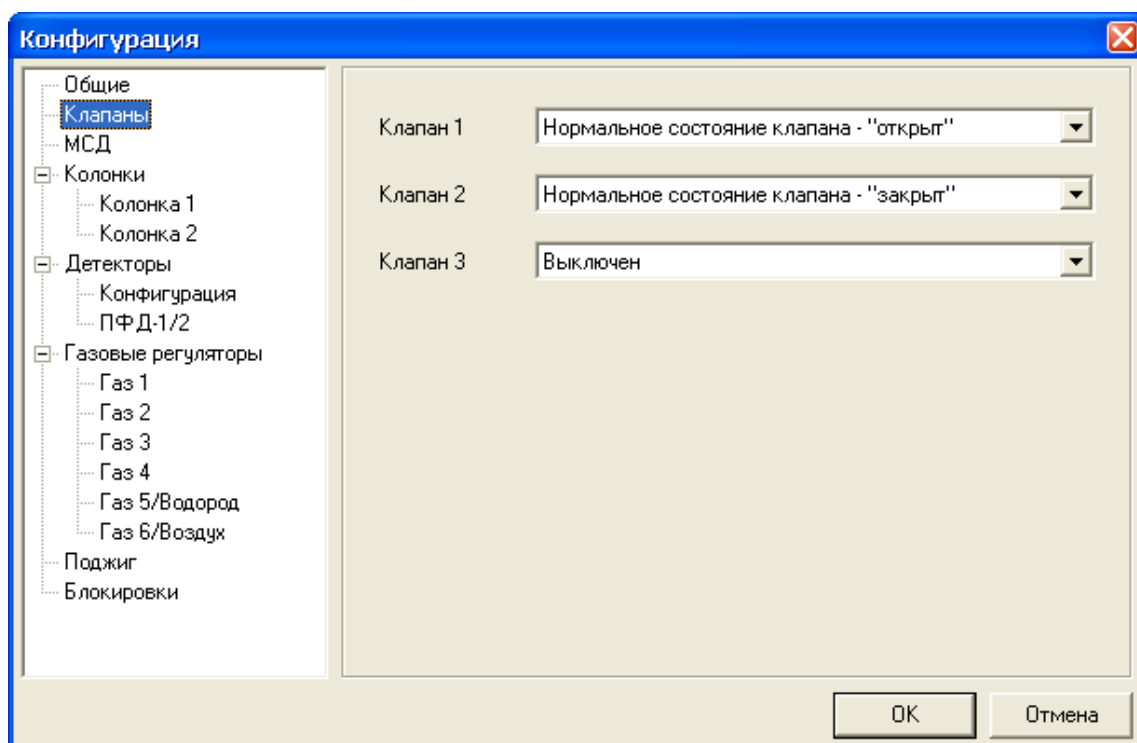 Конфигурация
Общие
Клапаны
МСД
Колонки
Колонка 1
Колонка 2
Детекторы
Конфигурация
ПФД-1/2
Газовые регуляторы
Газ 1
Газ 2
Газ 3
Газ 4
Газ 5/Водород
Газ 6/Воздух
Поджиг
Блокировки
Клапан 1 Нормальное состояние клапана - "открыт"
Клапан 2 Нормальное состояние клапана - "закрыт"
Клапан 3 Выключен
OK Отмена